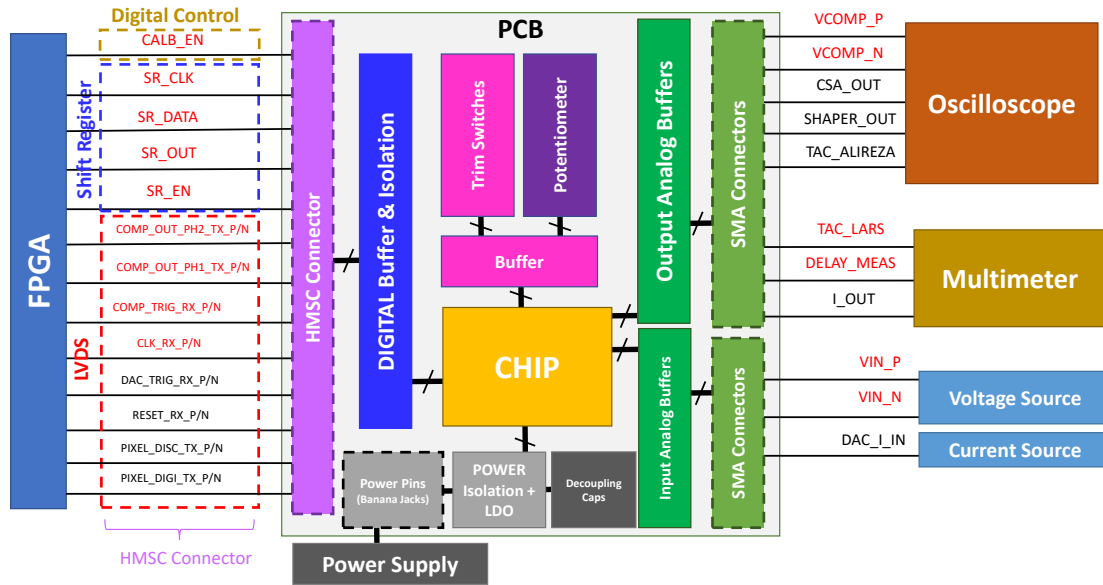 Digital Control
PCB
FPGA
CALB_EN
Shift Register
SR_CLK
SR_DATA
SR_OUT
SR_EN
LVDS
COMP_OUT_PH2_TX_P/N
COMP_OUT_PH1_TX_P/N
COMP_TRIG_RX_P/N
CLK_RX_P/N
DAC_TRIG_RX_P/N
RESET_RX_P/N
PIXEL_DISC_TX_P/N
PIXEL_DIGI_TX_P/N
HMSC Connector
HMSC Connector
DIGITAL Buffer & Isolation
Trim Switches
Potentiometer
Buffer
CHIP
Power Pins
(Banana Jacks)
POWER
Isolation +
LDO
Decoupling
Caps
Power Supply
Output Analog Buffers
Input Analog Buffers
SMA Connectors
SMA Connectors
VCOMP_P
VCOMP_N
CSA_OUT
SHAPER_OUT
TAC_ALIREZA
Oscilloscope
TAC_LARS
DELAY_MEAS
I_OUT
Multimeter
VIN_P
VIN_N
Voltage Source
DAC_I_IN
Current Source